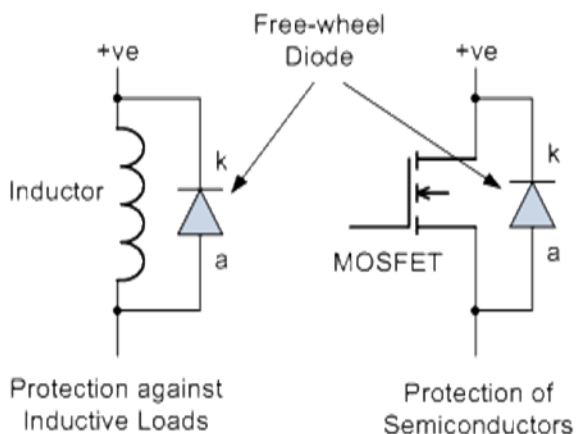 Free-wheel
Diode
+ve
+ve
k
k
Inductor
a
a
MOSFET
Protection against
Inductive Loads
Protection of
Semiconductors